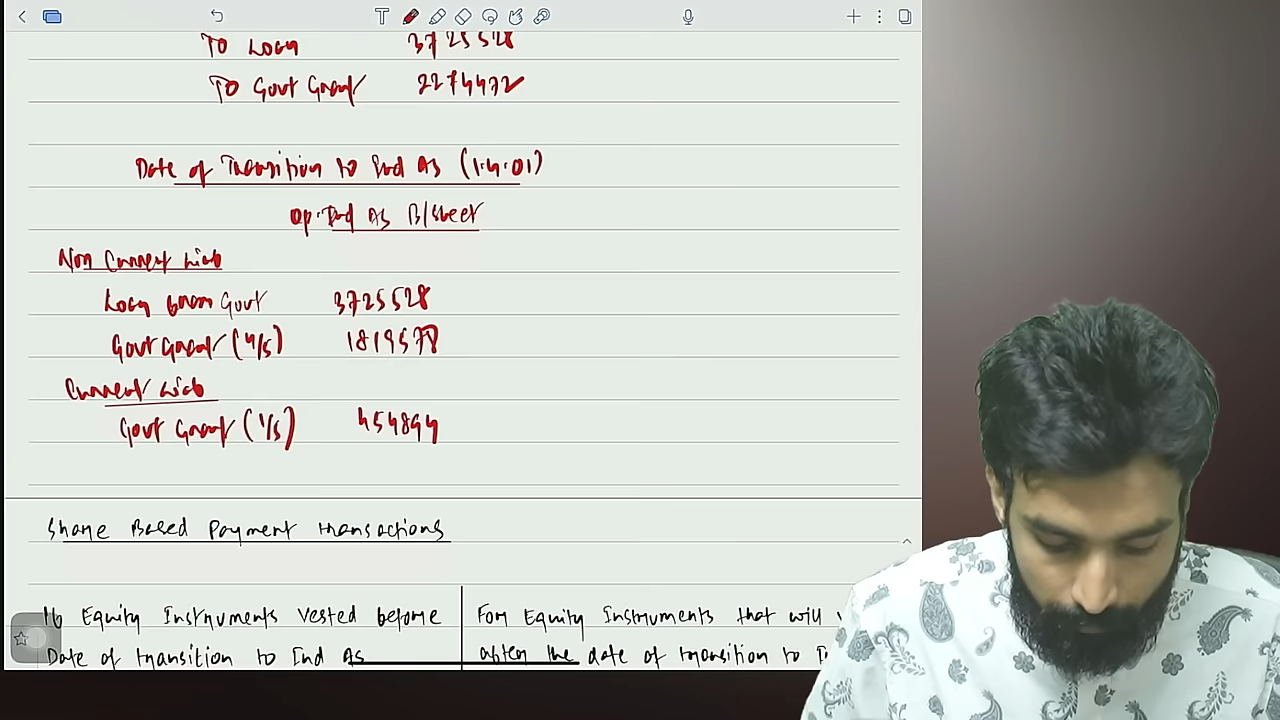 To Loan 3725528
To Govt Grant 2274472
Date of Transition to Ind As (1.4.01)
Op. Ind As B/sheet
Non Current Liab
Loan from Govt 3725528
Govt Grant (4/5) 1819578
Current Liab
Govt Grant (1/5) 454894
Share Based Payment transactions
If Equity Instruments vested before
Date of transition to Ind As
For Equity Instruments that will
after the date of transition to